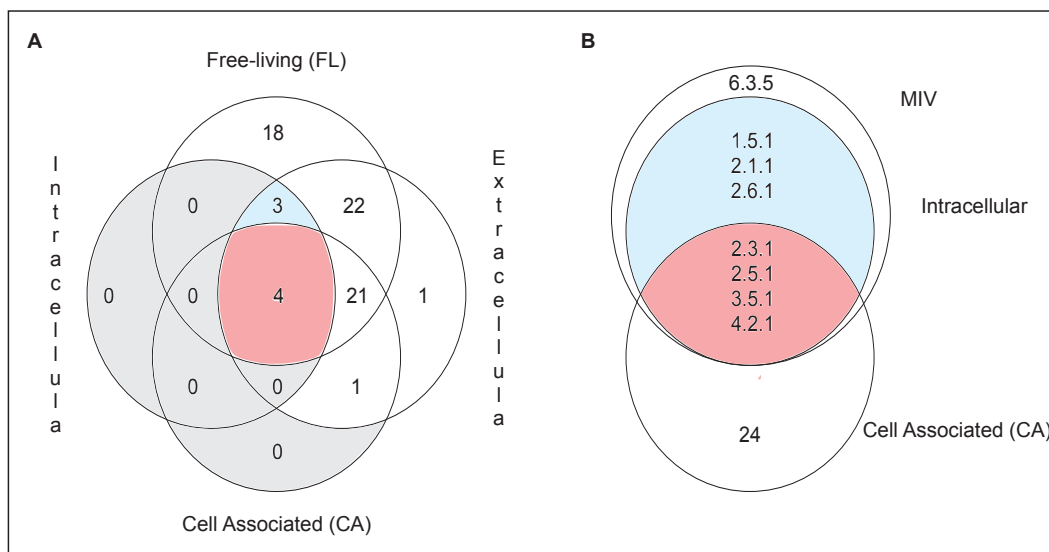 A
Free-living (FL)
Intracellula
Extracellula
18
0
3
22
0
0
4
21
1
0
0
1
0
Cell Associated (CA)
B
6.3.5
MIV
1.5.1
2.1.1
2.6.1
Intracellular
2.3.1
2.5.1
3.5.1
4.2.1
24
Cell Associated (CA)